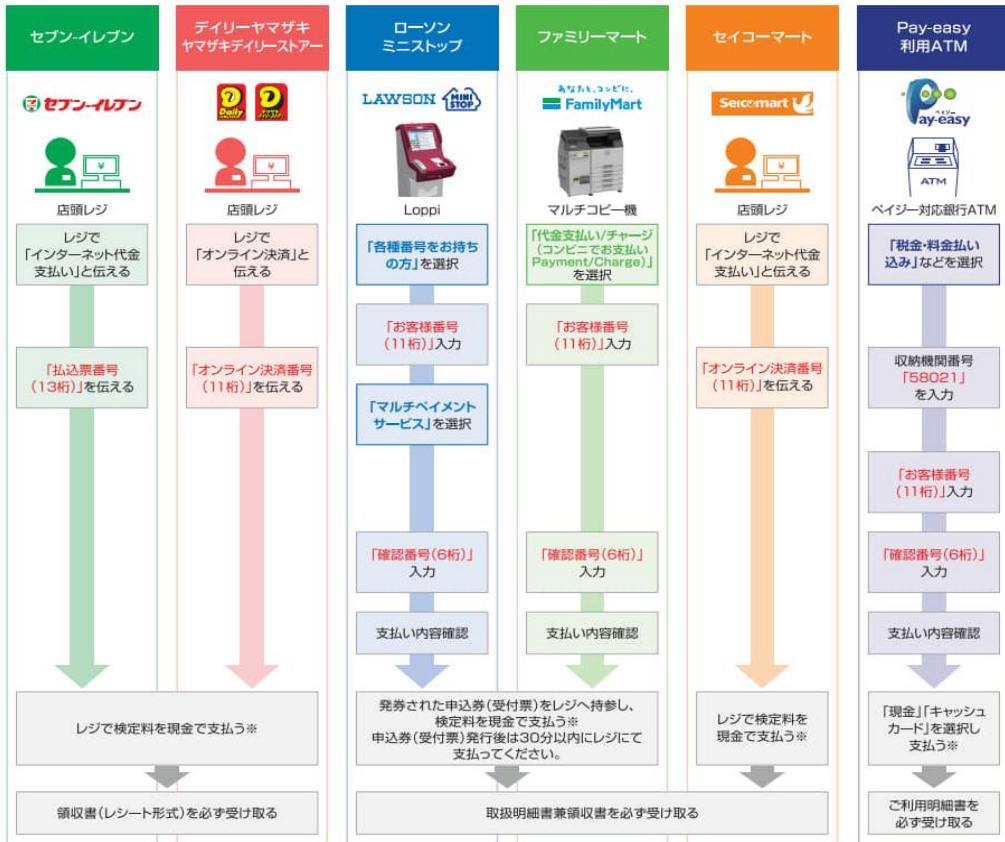 セブン-イレブン
デイリーヤマザキ
ヤマザキデイリーストアー
ローソン
ミニストップ
ファミリーマート
セイコーマート
Pay-easy
利用ATM
セブン-イレブン
Daily
LAWSON
MINI
STOP
あなたと、コンビに、
FamilyMart
Seicomart
ペイジー
Pay-easy
¥
店頭レジ
¥
店頭レジ
Loppi
マルチコピー機
¥
店頭レジ
ATM
ペイジー対応銀行ATM
レジで
「インターネット代金
支払い」と伝える
「払込票番号
(13桁)」を伝える
レジで
「オンライン決済」と
伝える
「オンライン決済番号
(11桁)」を伝える
「各種番号をお持ち
の方」を選択
「お客様番号
(11桁)」入力
「マルチペイメント
サービス」を選択
「確認番号(6桁)」
入力
支払い内容確認
「代金支払い/チャージ
(コンビニでお支払い
Payment/Charge)」
を選択
「お客様番号
(11桁)」入力
「確認番号(6桁)」
入力
支払い内容確認
レジで
「インターネット代金
支払い」と伝える
「オンライン決済番号
(11桁)」を伝える
「税金・料金払い
込み」などを選択
収納機関番号
「58021」
を入力
「お客様番号
(11桁)」入力
「確認番号(6桁)」
入力
支払い内容確認
レジで検定料を現金で支払う※
発券された申込券(受付票)をレジへ持参し、
検定料を現金で支払う※
申込券(受付票)発行後は30分以内にレジにて
支払ってください。
レジで検定料を
現金で支払う※
「現金」「キャッシュ
カード」を選択し
支払う※
領収書(レシート形式)を必ず受け取る
取扱明細書兼領収書を必ず受け取る
ご利用明細書を
必ず受け取る